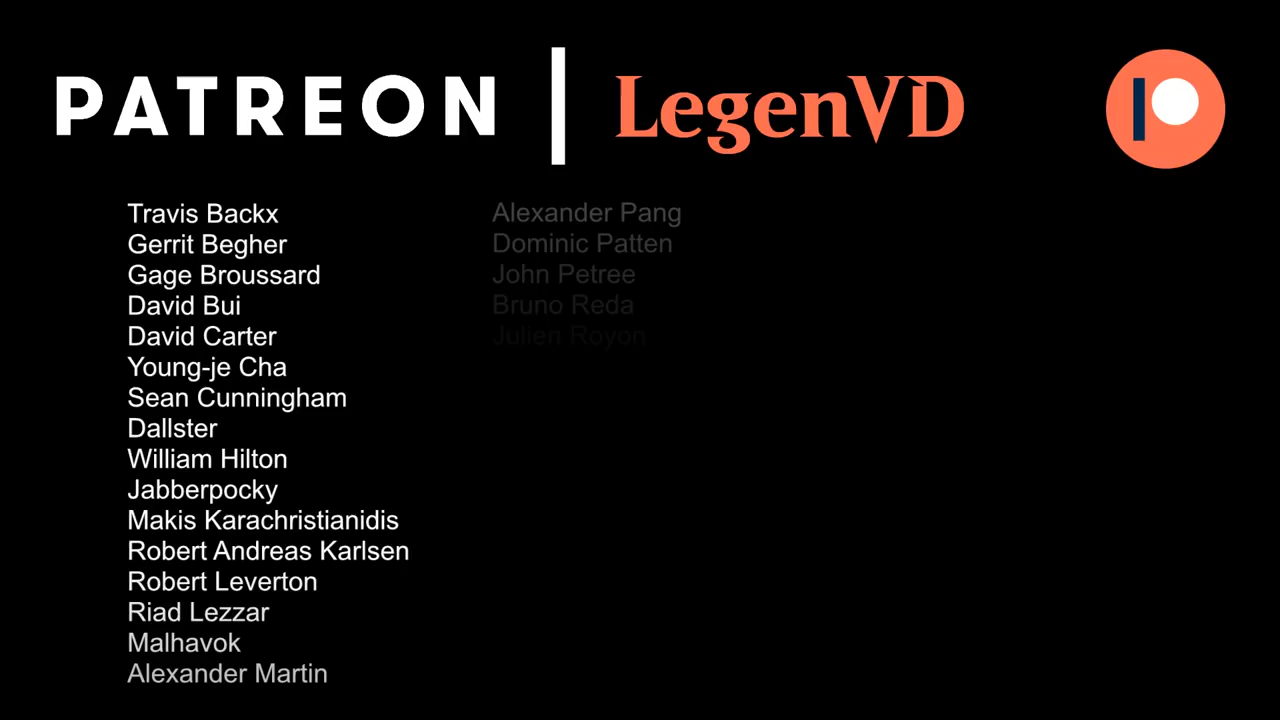 PATREON | LegenVD
Travis Backx
Gerrit Begher
Gage Broussard
David Bui
David Carter
Young-je Cha
Sean Cunningham
Dallster
William Hilton
Jabberpocky
Makis Karachristianidis
Robert Andreas Karlsen
Robert Leverton
Riad Lezzar
Malhavok
Alexander Martin
Alexander Pang
Dominic Patten
John Petree
Bruno Reda
Julien Royon